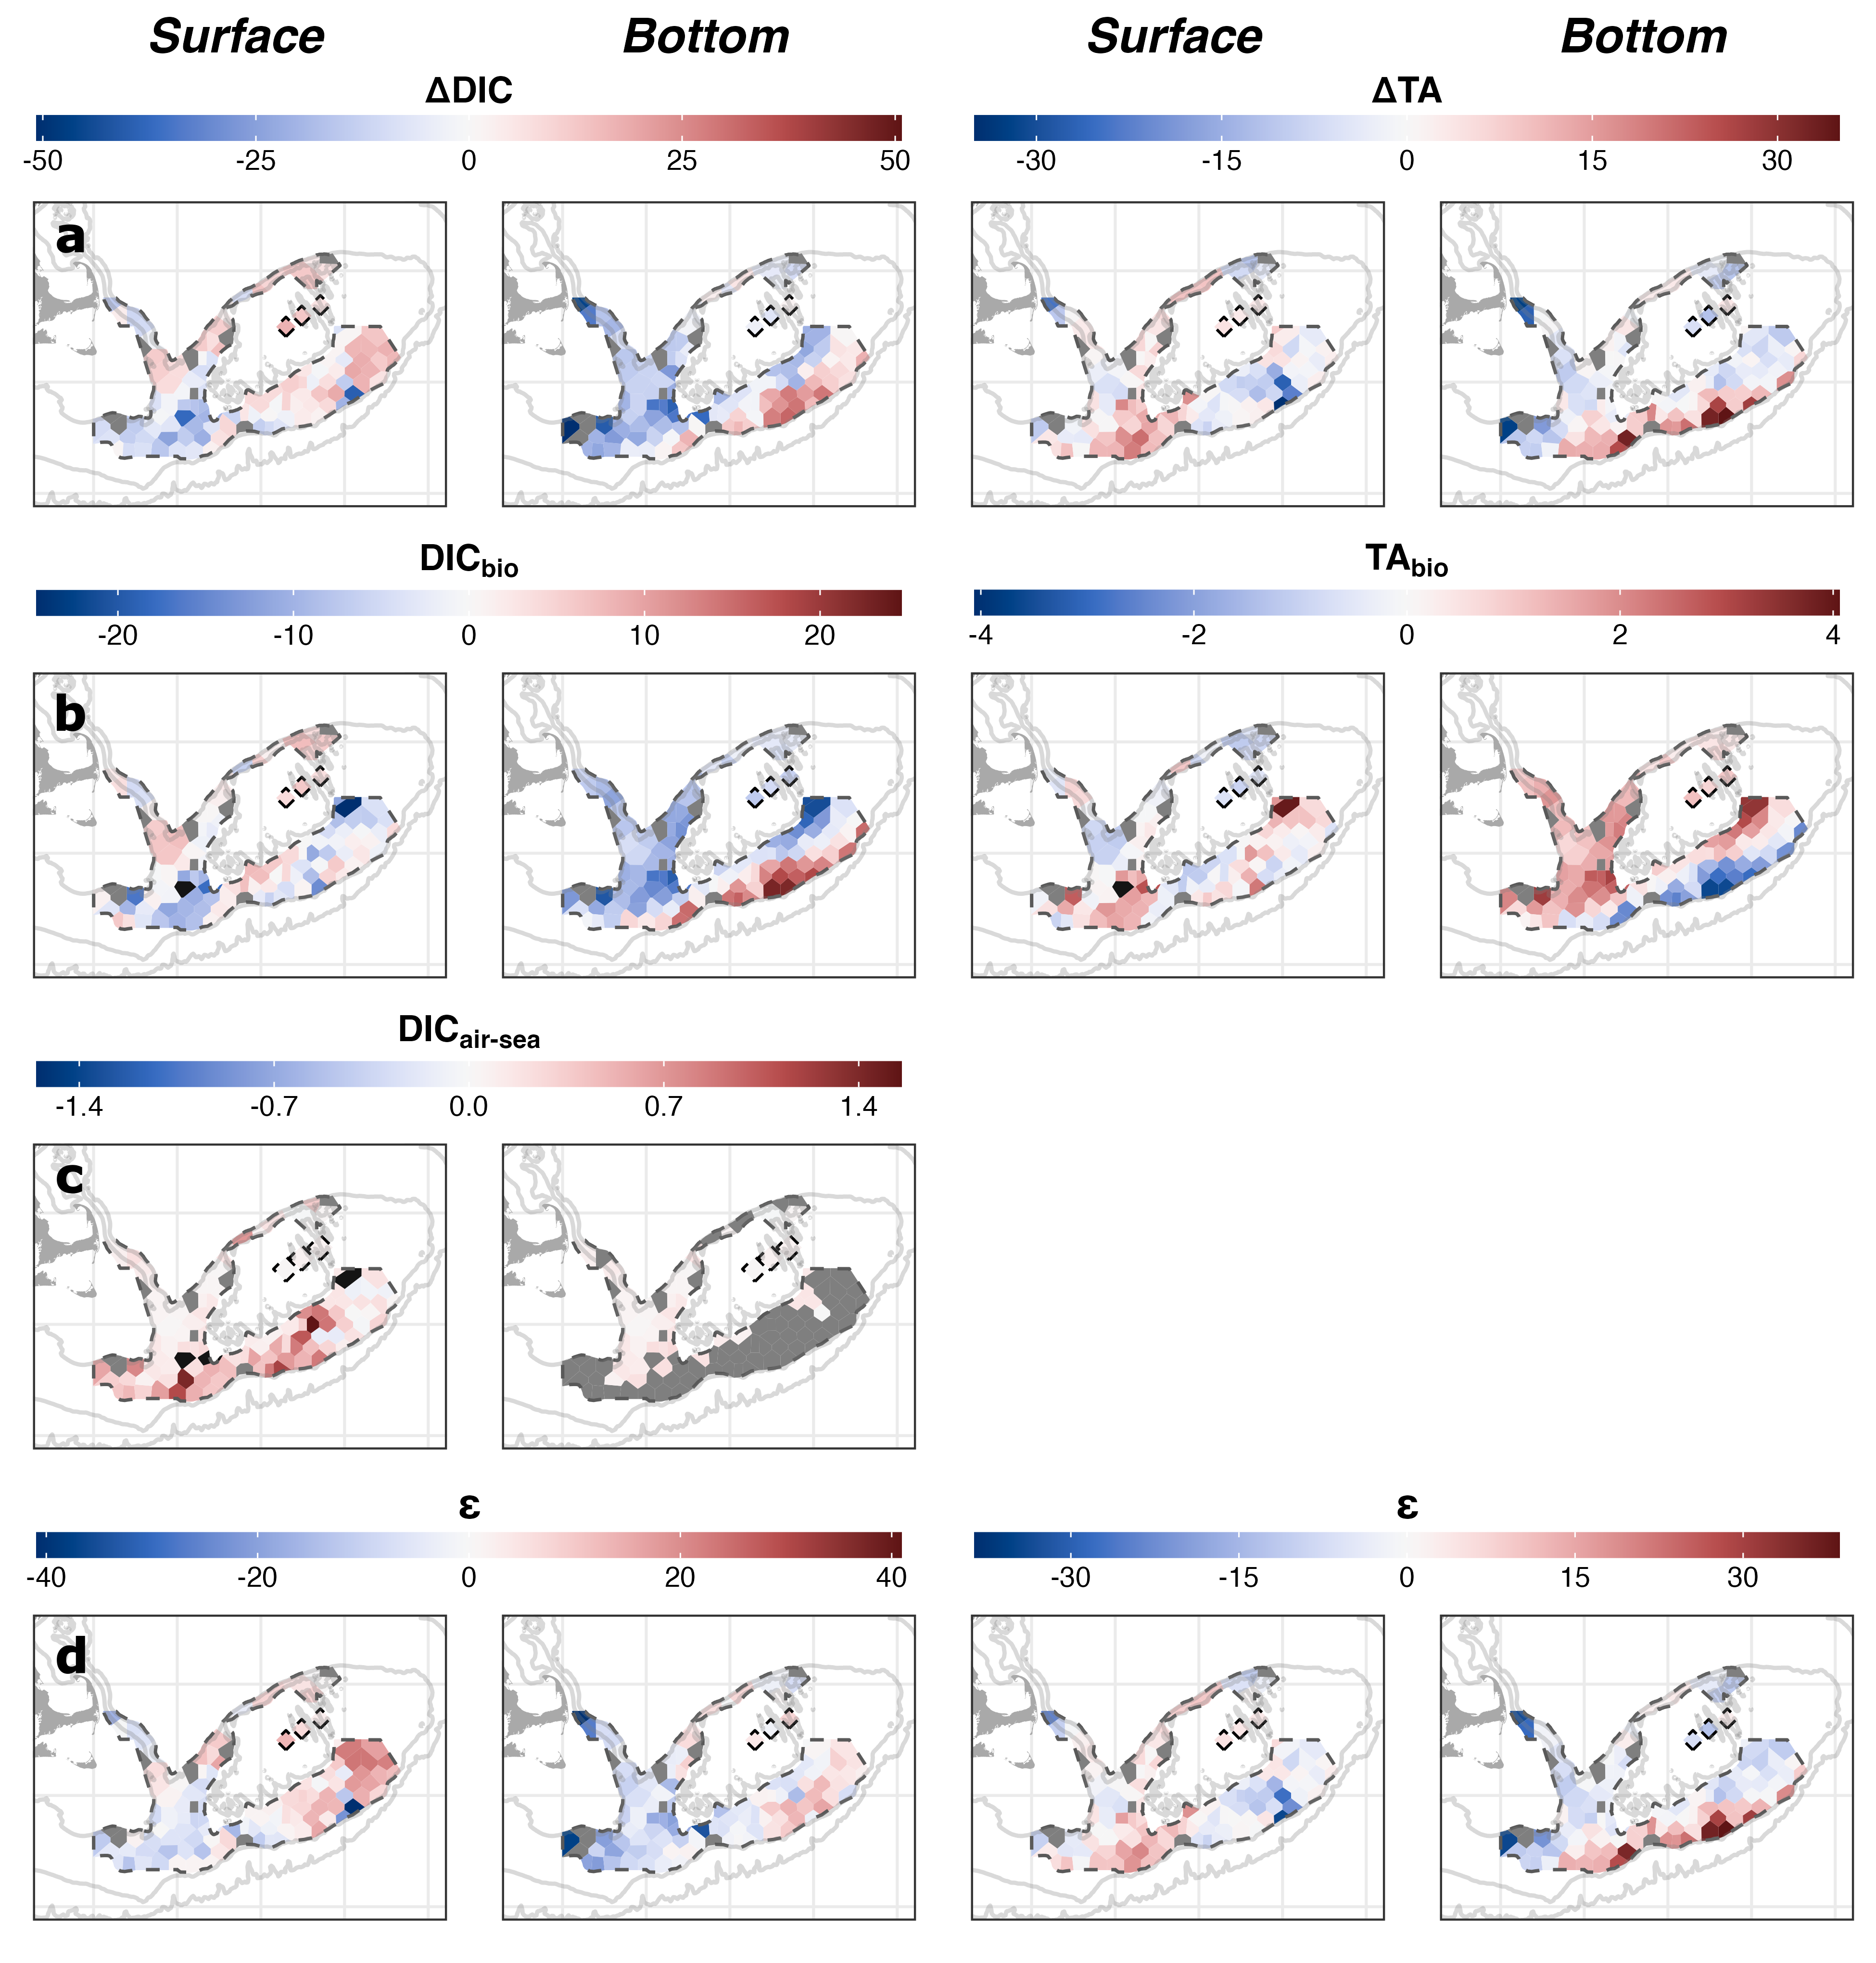 Surface Bottom Surface Bottom
ΔDIC ΔTA
-50 -25 0 25 50 -30 -15 0 15 30
a
DICbio TAbio
-20 -10 0 10 20 -4 -2 0 2 4
b
DICair-sea
-1.4 -0.7 0.0 0.7 1.4
c
ε ε
-40 -20 0 20 40 -30 -15 0 15 30
d